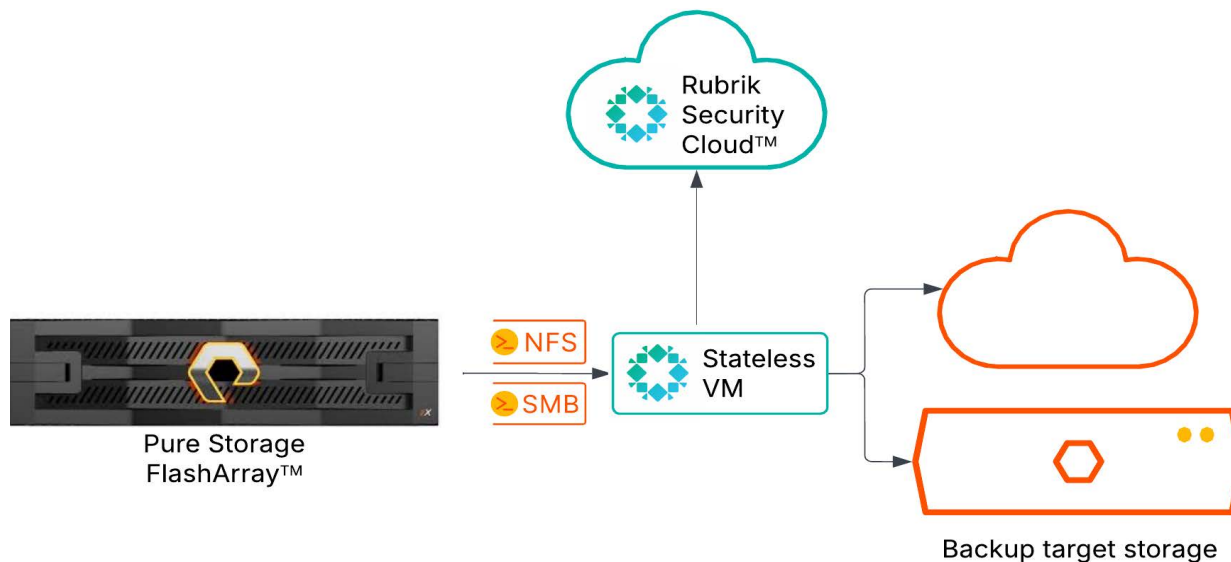 Rubrik
Security
Cloud™
NFS
SMB
Stateless
VM
Pure Storage
FlashArray™
Backup target storage